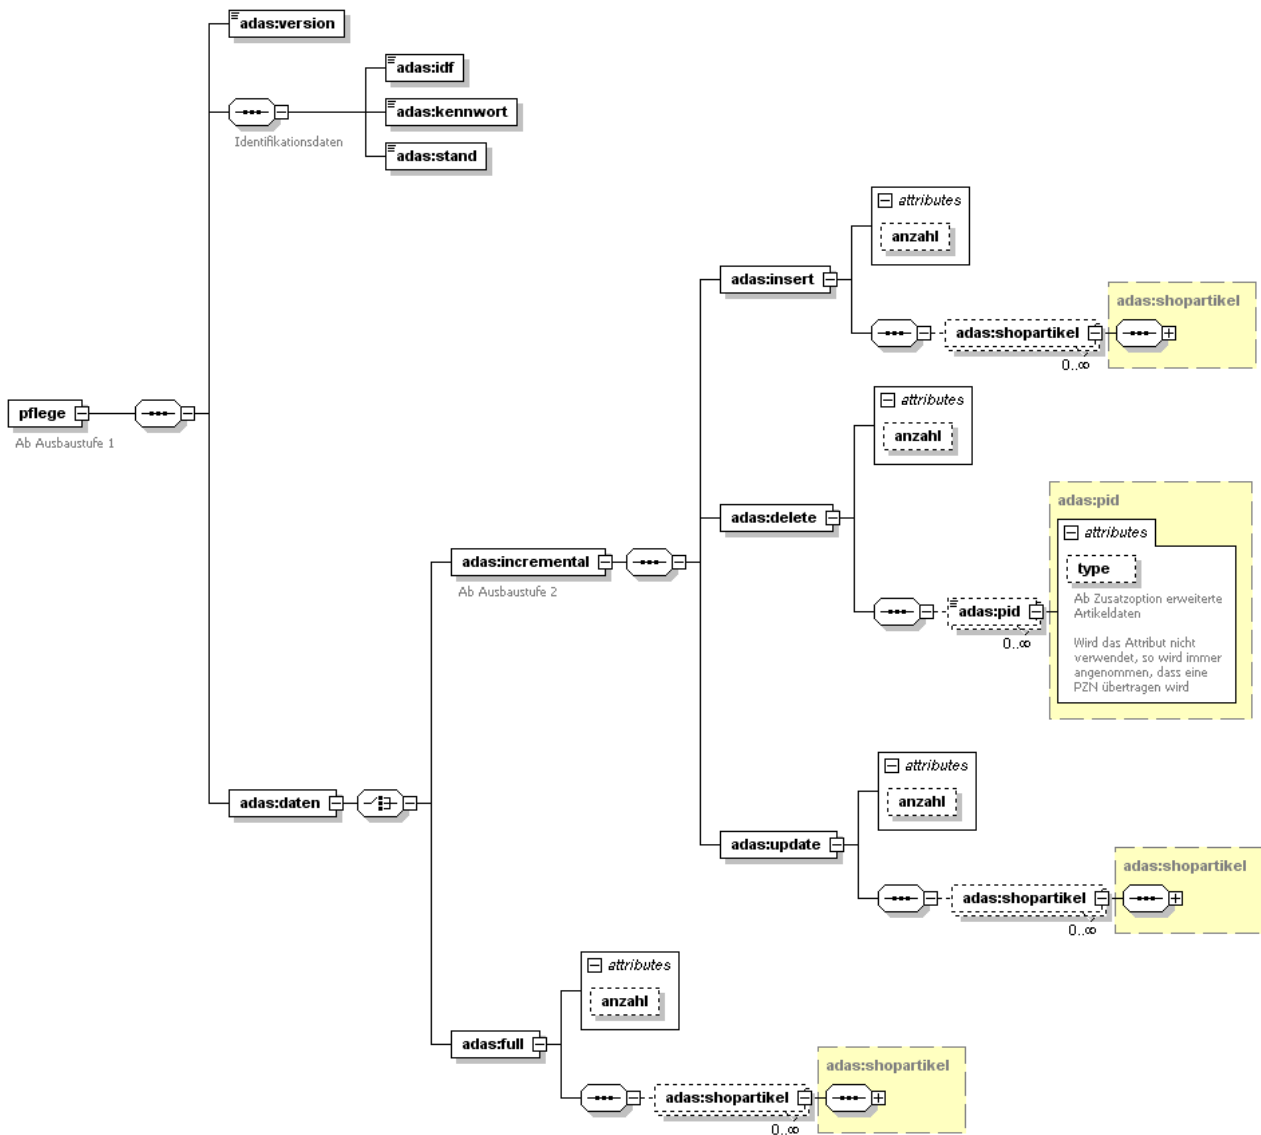 adas:version
adas:idf
adas:kennwort
Identifikationsdaten
adas:stand
attributes
anzahl
adas:insert
adas:shopartikel
adas:shopartikel
0..∞
pflege
Ab Ausbaustufe 1
attributes
anzahl
adas:delete
adas:pid
attributes
type
Ab Zusatzoption erweiterte
Artikeldaten
Wird das Attribut nicht
verwendet, so wird immer
angenommen, dass eine
PZN übertragen wird
adas:pid
0..∞
adas:incremental
Ab Ausbaustufe 2
attributes
anzahl
adas:daten
adas:update
adas:shopartikel
adas:shopartikel
0..∞
attributes
anzahl
adas:full
adas:shopartikel
adas:shopartikel
0..∞